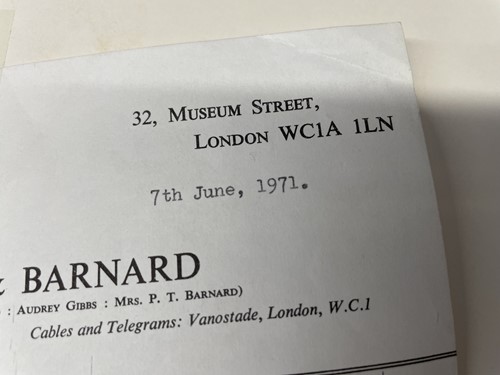 32, MUSEUM STREET,
LONDON WC1A 1LN
7th June, 1971.
& BARNARD
: AUDREY GIBBS : MRS. P. T. BARNARD)
Cables and Telegrams: Vanostade, London, W.C.1